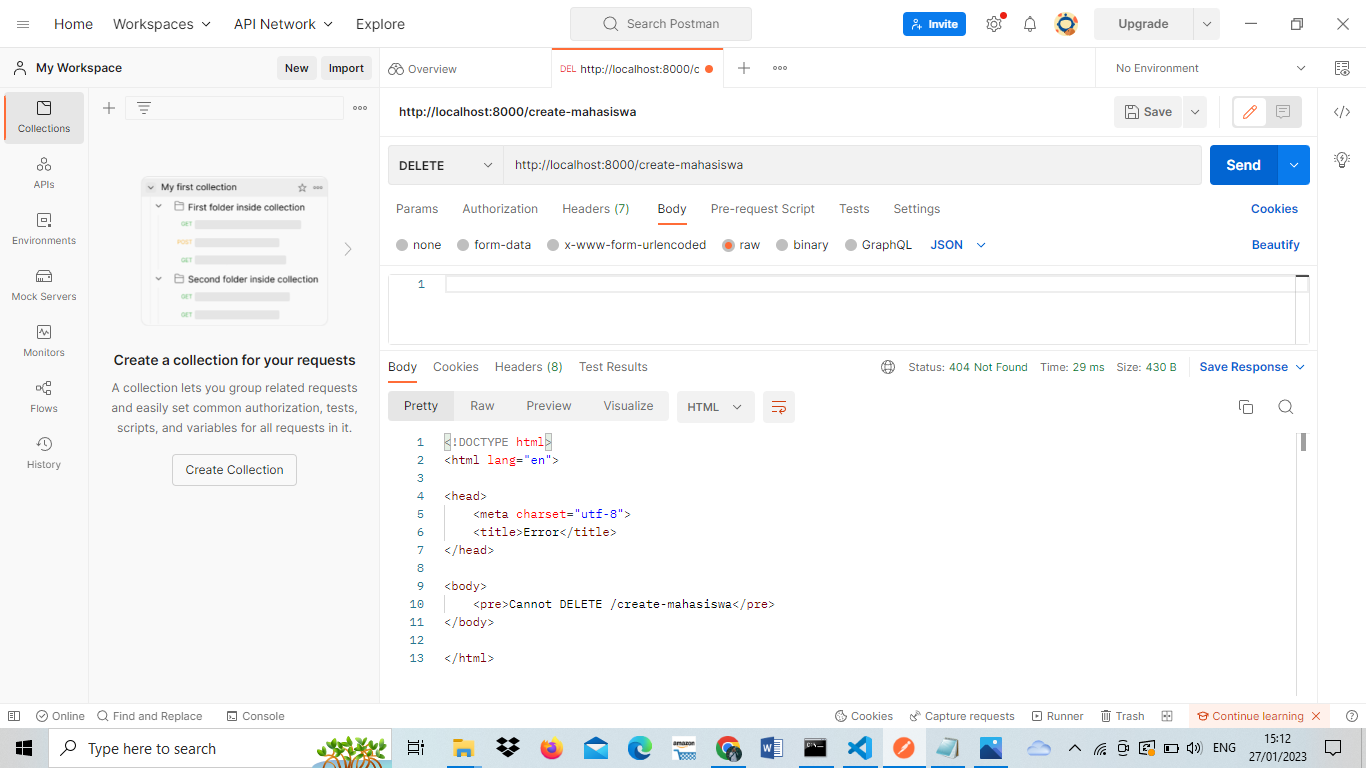 Home Workspaces API Network Explore Search Postman Invite Upgrade
My Workspace New Import Overview DEL http://localhost:8000/c No Environment
Collections
APIs
Environments
Mock Servers
Monitors
Flows
History
My first collection
First folder inside collection
GET
POST
GET
Second folder inside collection
GET
GET
Create a collection for your requests
A collection lets you group related requests
and easily set common authorization, tests,
scripts, and variables for all requests in it.
Create Collection
http://localhost:8000/create-mahasiswa Save
DELETE http://localhost:8000/create-mahasiswa Send
Params Authorization Headers (7) Body Pre-request Script Tests Settings Cookies
none form-data x-www-form-urlencoded raw binary GraphQL JSON Beautify
1
Body Cookies Headers (8) Test Results Status: 404 Not Found Time: 29 ms Size: 430 B Save Response
Pretty Raw Preview Visualize HTML
1 <!DOCTYPE html>
2 <html lang="en">
3
4 <head>
5 <meta charset="utf-8">
6 <title>Error</title>
7 </head>
8
9 <body>
10 <pre>Cannot DELETE /create-mahasiswa</pre>
11 </body>
12
13 </html>
Online Find and Replace Console Cookies Capture requests Runner Trash Continue learning
Type here to search amazon ENG 15:12
27/01/2023